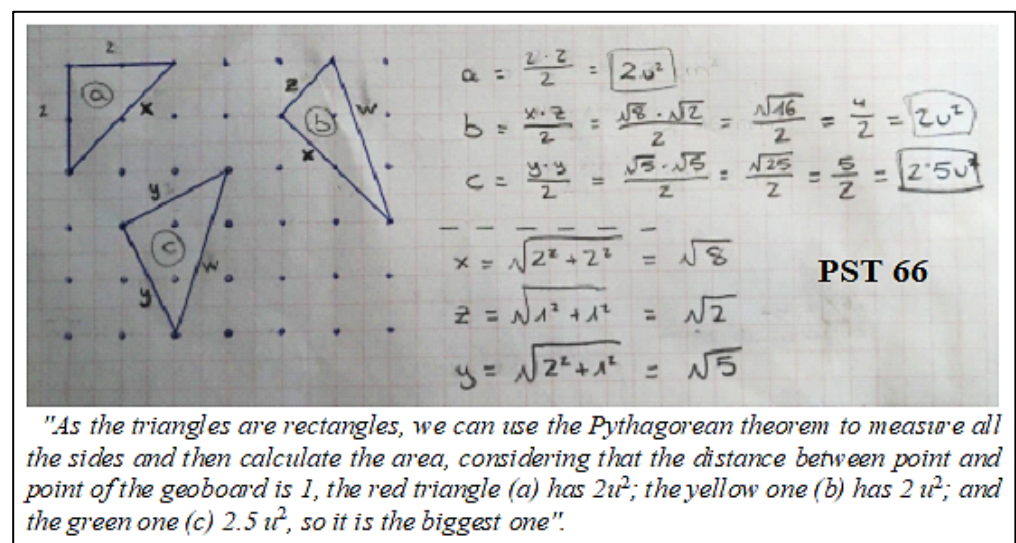 2
2
a
x
z
b
w
x
y
c
w
y
a = 2·2/2 = 2u²
b = x·z/2 = √8·√2/2 = √16/2 = 4/2 = 2u²
c = y·y/2 = √5·√5/2 = √25/2 = 5/2 = 2'5u²
x = √2²+2² = √8
z = √1²+1² = √2
y = √2²+1² = √5
PST 66
"As the triangles are rectangles, we can use the Pythagorean theorem to measure all
the sides and then calculate the area, considering that the distance between point and
point of the geoboard is 1, the red triangle (a) has 2u²; the yellow one (b) has 2 u²; and
the green one (c) 2.5 u², so it is the biggest one".